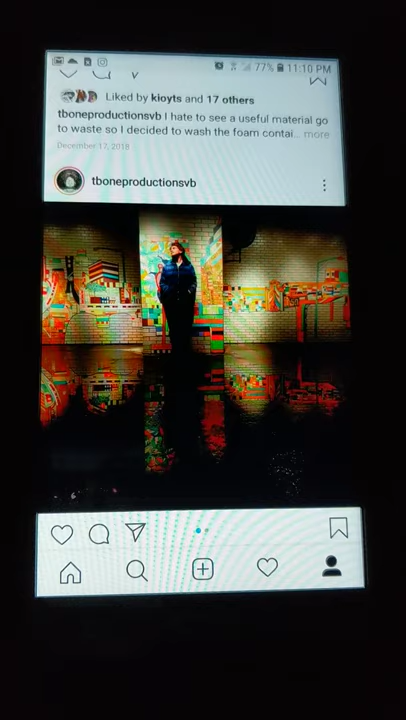 77% 11:10 PM
Liked by kioyts and 17 others
tboneproductionsvb I hate to see a useful material go
to waste so I decided to wash the foam contai... more
December 17, 2018
tboneproductionsvb